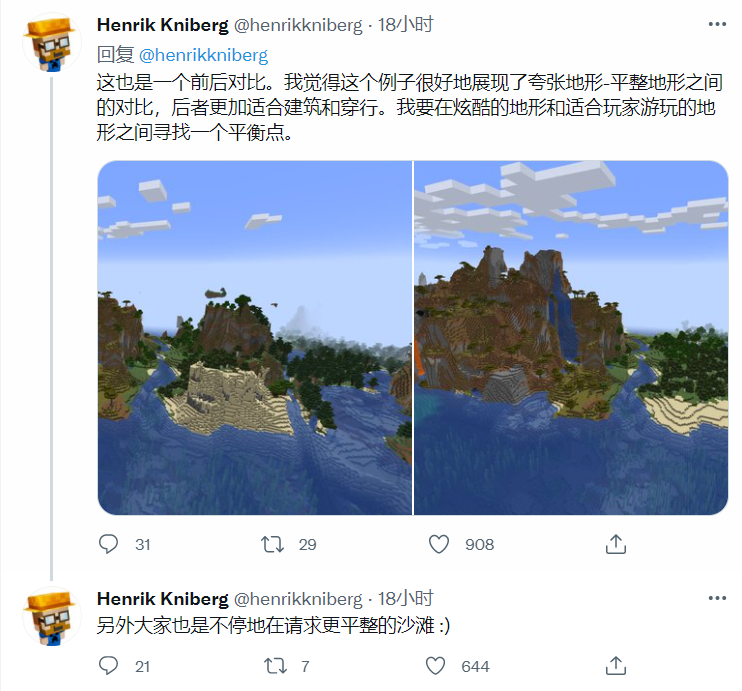 Henrik Kniberg @henrikkniberg · 18小时
回复 @henrikkniberg
这也是一个前后对比。我觉得这个例子很好地展现了夸张地形-平整地形之间
的对比，后者更加适合建筑和穿行。我要在炫酷的地形和适合玩家游玩的地
形之间寻找一个平衡点。
31 29 908
Henrik Kniberg @henrikkniberg · 18小时
另外大家也是不停地在请求更平整的沙滩 :)
21 7 644